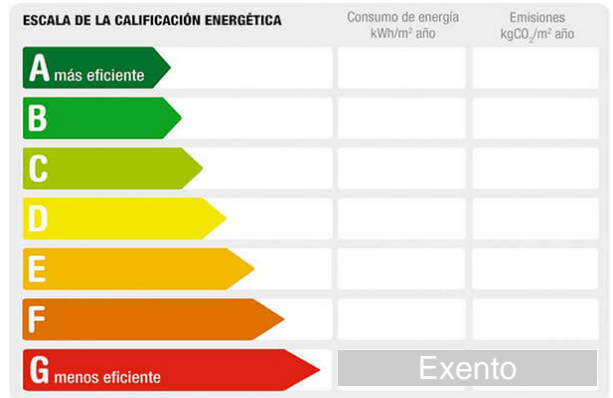 ESCALA DE LA CALIFICACIÓN ENERGÉTICA
Consumo de energía
kWh/m² año
Emisiones
kgCO₂/m² año
A más eficiente
B
C
D
E
F
G menos eficiente
Exento